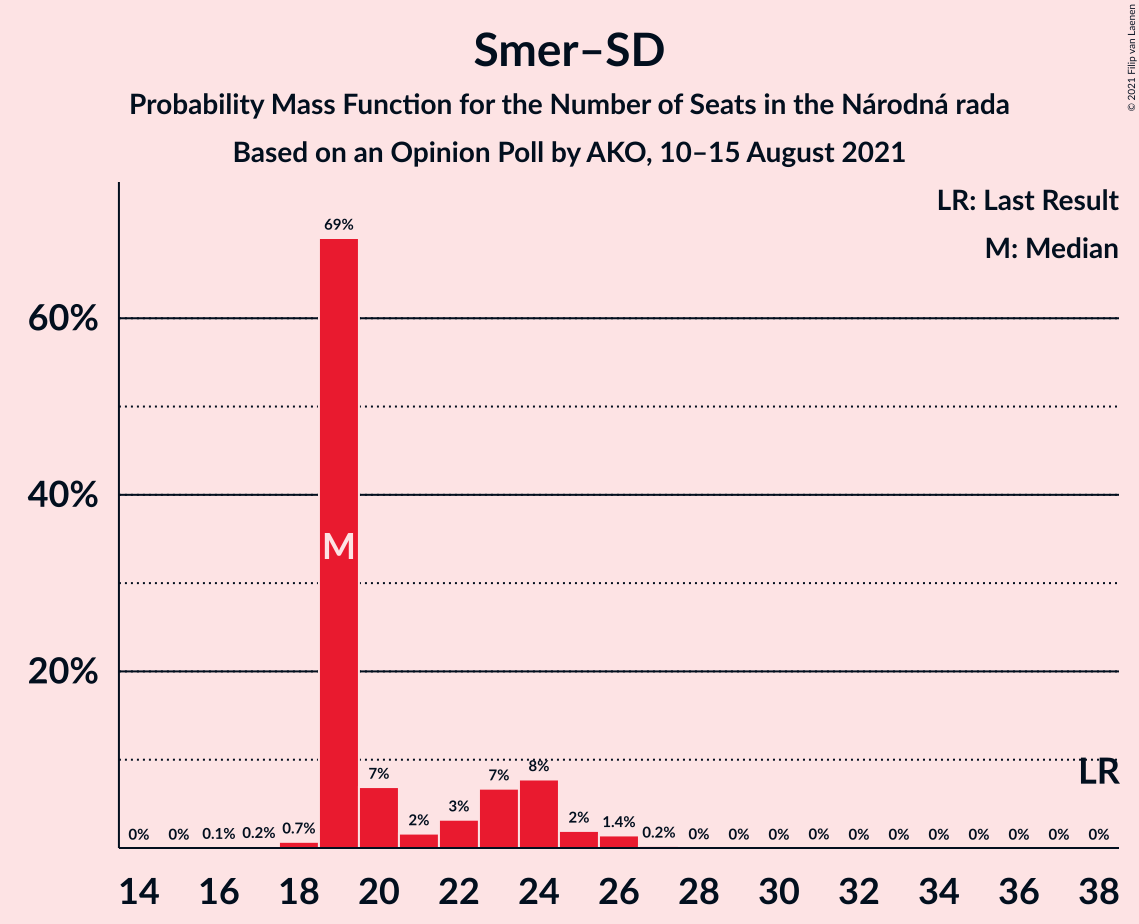 Smer–SD
Probability Mass Function for the Number of Seats in the Národná rada
Based on an Opinion Poll by AKO, 10–15 August 2021
© 2021 Filip van Laenen
LR: Last Result
M: Median
69%
60%
40%
M
20%
LR
0% 0% 0.1% 0.2% 0.7% 7% 2% 3% 7% 8% 2% 1.4% 0.2% 0% 0% 0% 0% 0% 0% 0% 0% 0% 0% 0%
14 16 18 20 22 24 26 28 30 32 34 36 38